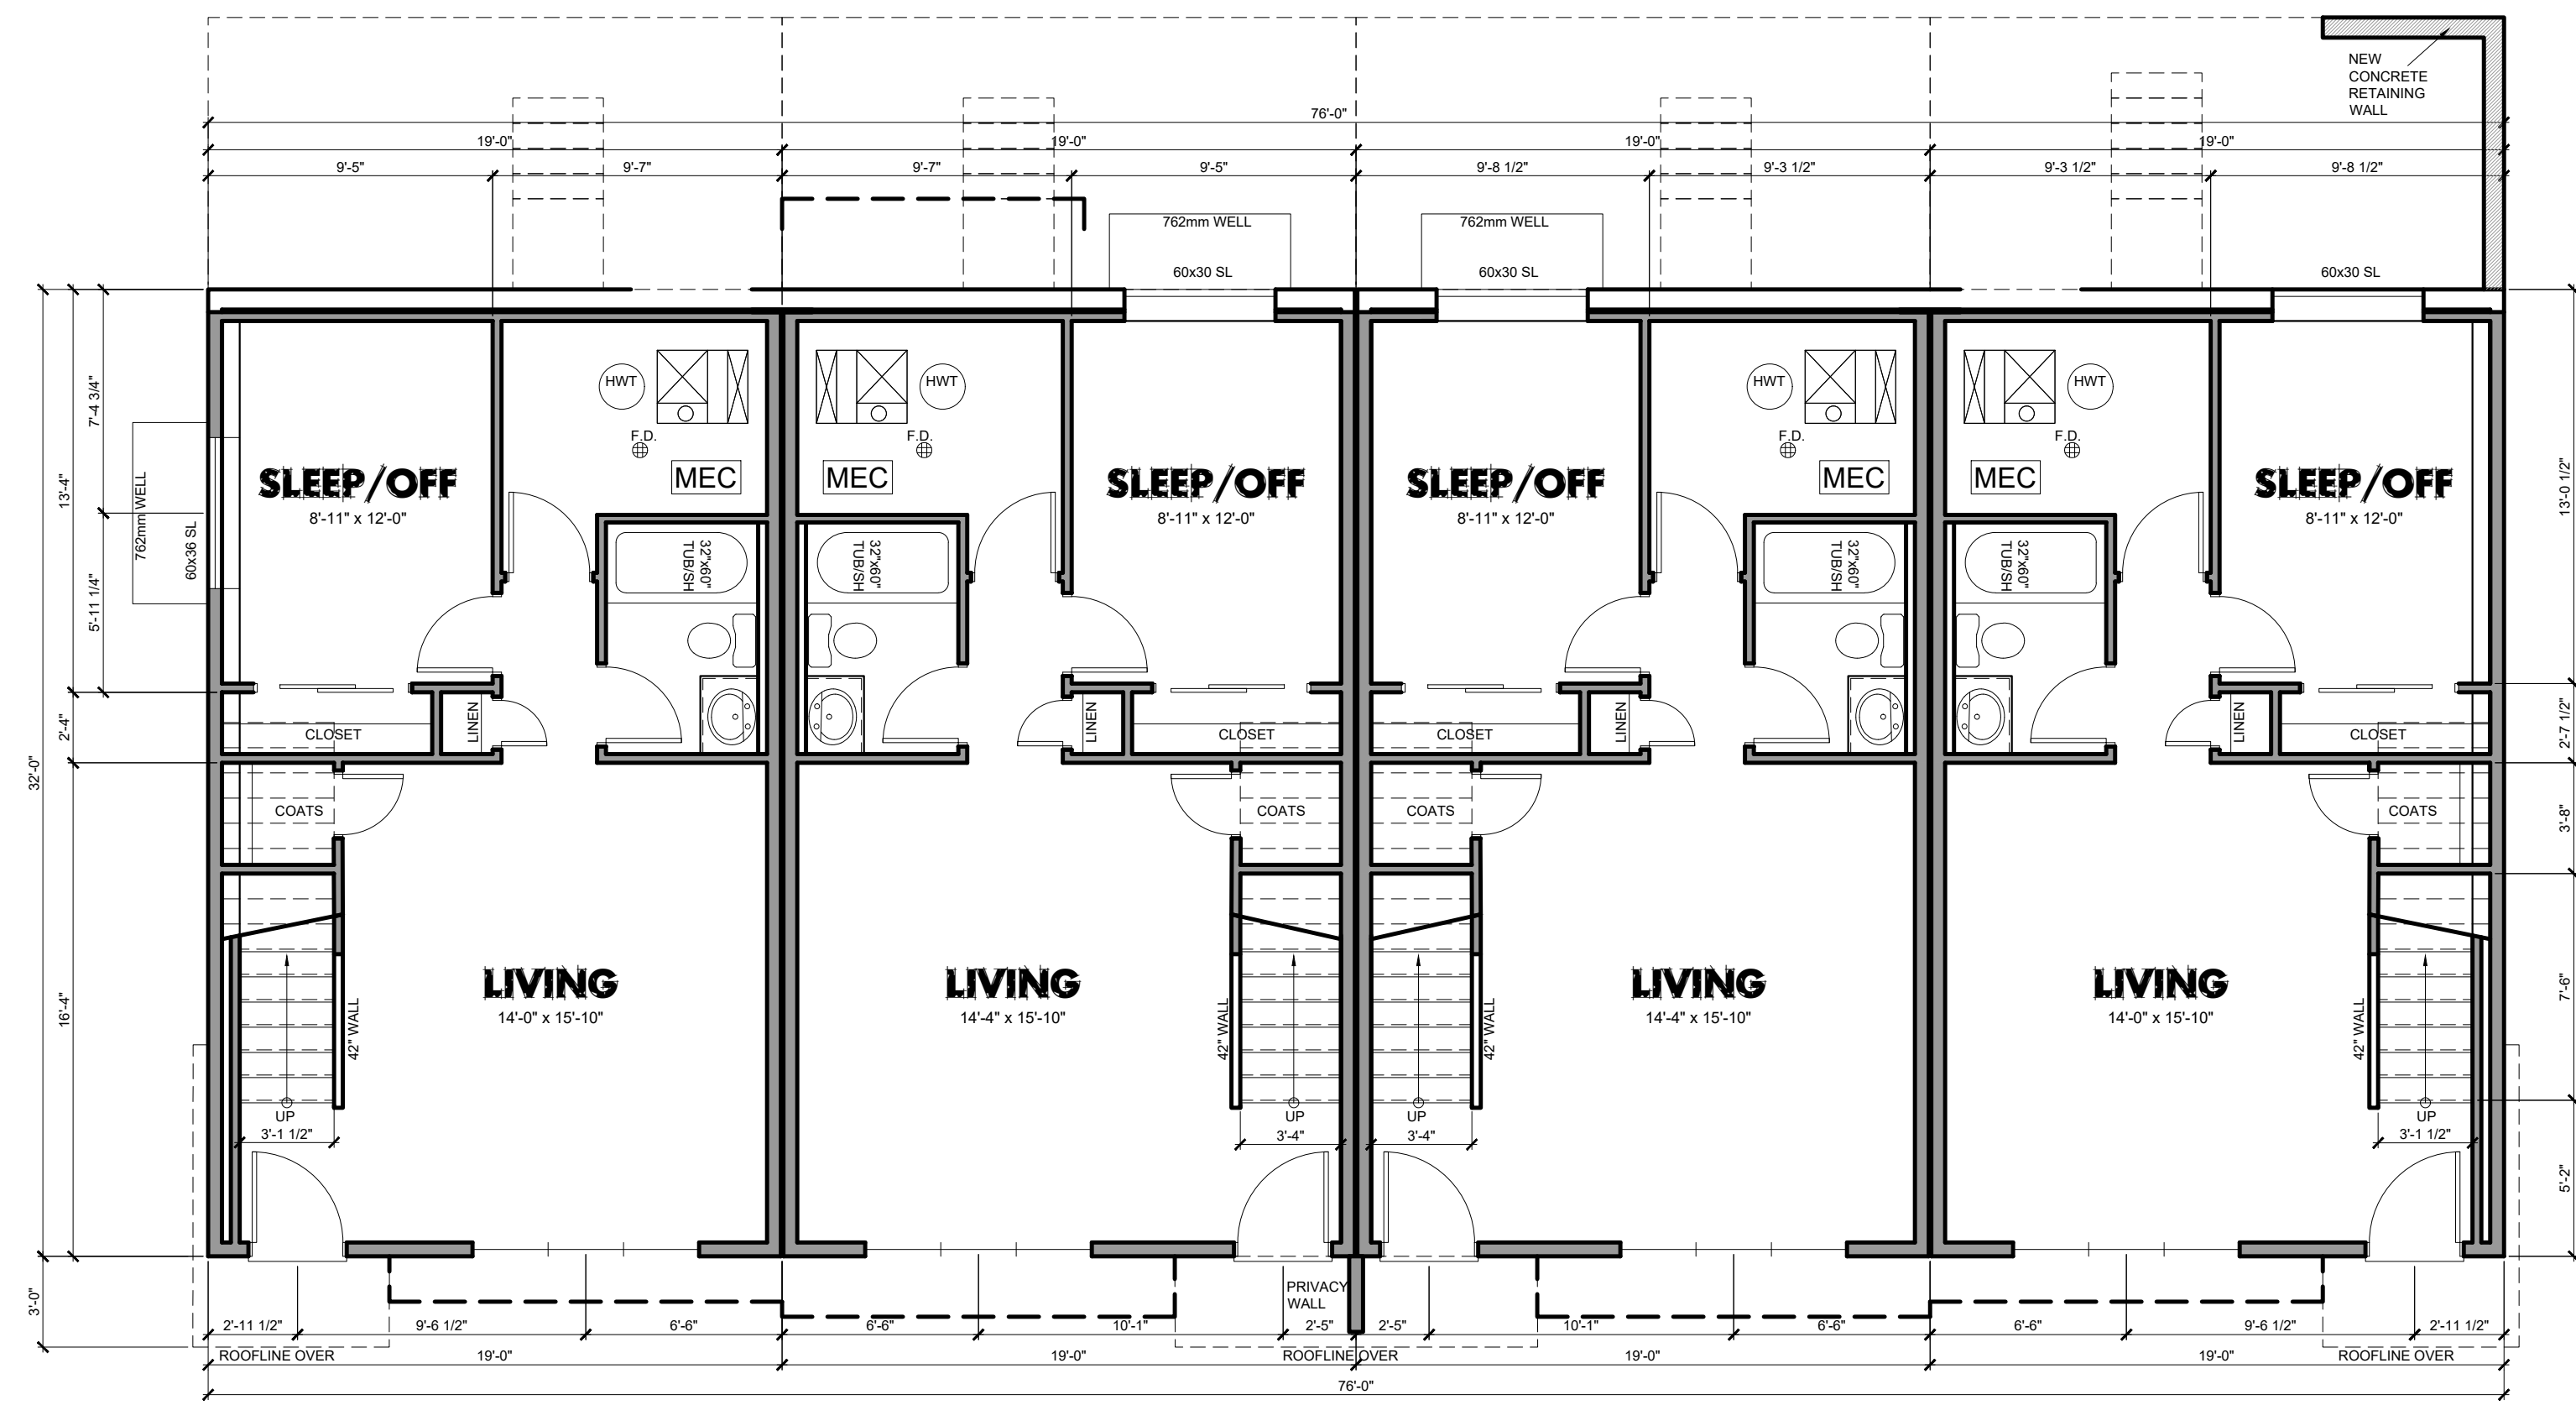 NEW
CONCRETE
RETAINING
WALL
76'-0"
19'-0" 19'-0" 19'-0" 19'-0"
9'-5" 9'-7" 9'-7" 9'-5" 9'-8 1/2" 9'-3 1/2" 9'-3 1/2" 9'-8 1/2"
762mm WELL 762mm WELL
60x30 SL 60x30 SL 60x30 SL
HWT HWT HWT HWT
F.D. F.D. F.D. F.D.
MEC MEC MEC MEC
SLEEP/OFF SLEEP/OFF SLEEP/OFF SLEEP/OFF
8'-11" x 12'-0" 8'-11" x 12'-0" 8'-11" x 12'-0" 8'-11" x 12'-0"
7'-4 3/4"
13'-4"
762mm WELL
60x36 SL
5'-11 1/4"
2'-4"
32'-0"
16'-4"
3'-0"
13'-0 1/2"
2'-7 1/2"
3'-8"
7'-6"
5'-2"
32"x60"
TUB/SH
32"x60"
TUB/SH
32"x60"
TUB/SH
32"x60"
TUB/SH
LINEN LINEN LINEN LINEN
CLOSET CLOSET CLOSET CLOSET
COATS COATS COATS COATS
LIVING LIVING LIVING LIVING
14'-0" x 15'-10" 14'-4" x 15'-10" 14'-4" x 15'-10" 14'-0" x 15'-10"
42" WALL 42" WALL 42" WALL 42" WALL
UP UP UP UP
3'-1 1/2" 3'-4" 3'-4" 3'-1 1/2"
PRIVACY
WALL
2'-11 1/2" 9'-6 1/2" 6'-6" 6'-6" 10'-1" 2'-5" 2'-5" 10'-1" 6'-6" 6'-6" 9'-6 1/2" 2'-11 1/2"
ROOFLINE OVER 19'-0" 19'-0" ROOFLINE OVER 19'-0" 19'-0" ROOFLINE OVER
76'-0"